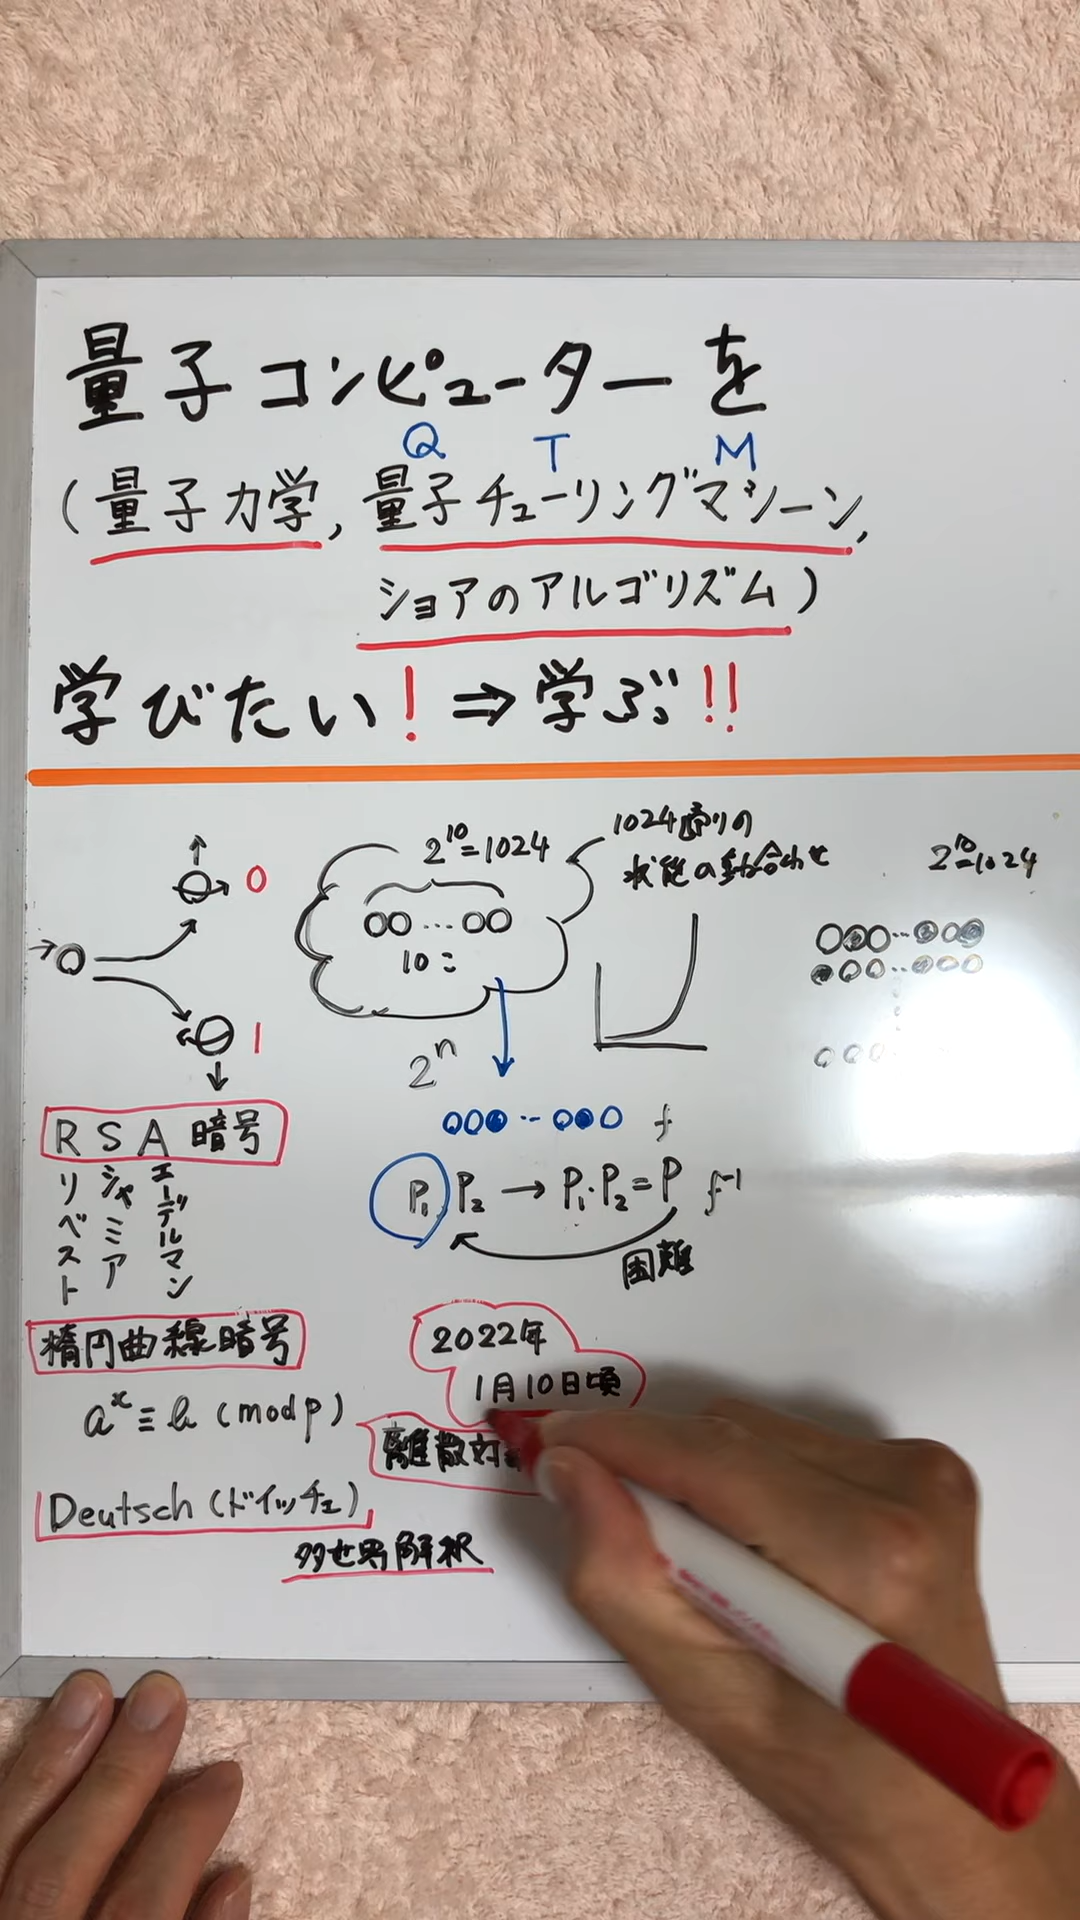 量子コンピューターを
Q T M
(量子力学, 量子チューリングマシーン,
ショアのアルゴリズム)
学びたい! ⇒ 学ぶ!!
0
2^10=1024
1024通りの
状態の重ね合わせ
2^10=1024
10コ
1
2^n
RSA暗号
リベスト
シャミア
エーデルマン
f
P₁ P₂ → P₁·P₂=P f⁻¹
困難
楕円曲線暗号
2022年
1月10日頃
a^x≡b (mod p)
離散対
Deutsch(ドイッチェ)
多世界解釈